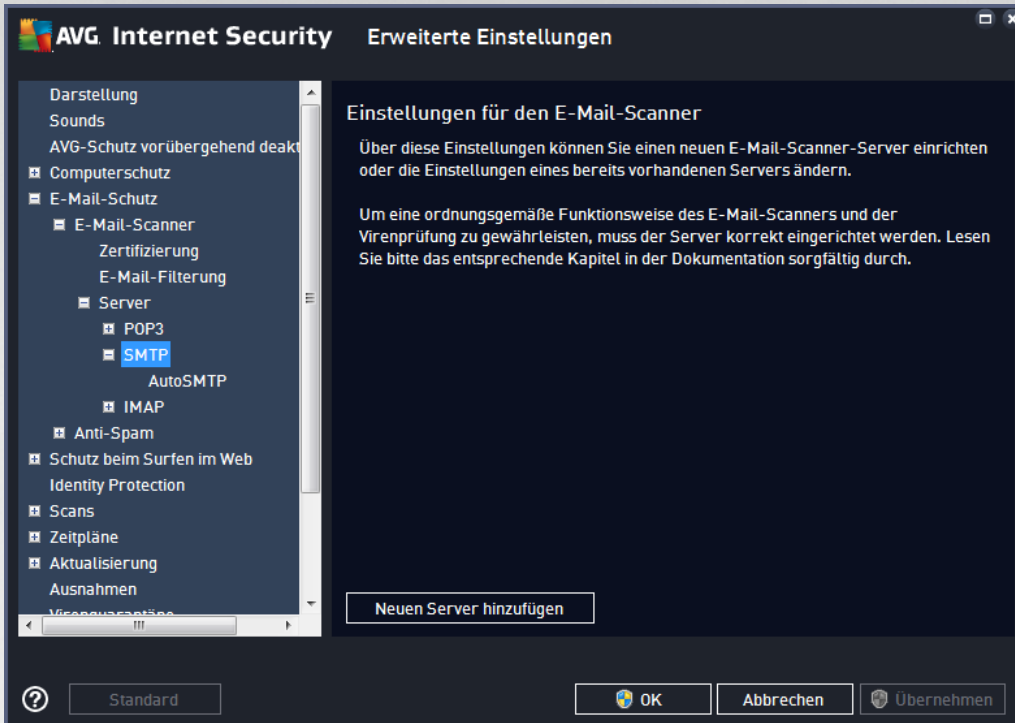 AVG Internet Security Erweiterte Einstellungen
Darstellung
Sounds
AVG-Schutz vorübergehend deakt
Computerschutz
E-Mail-Schutz
E-Mail-Scanner
Zertifizierung
E-Mail-Filterung
Server
POP3
SMTP
AutoSMTP
IMAP
Anti-Spam
Schutz beim Surfen im Web
Identity Protection
Scans
Zeitpläne
Aktualisierung
Ausnahmen
Virenquarantäne
Einstellungen für den E-Mail-Scanner
Über diese Einstellungen können Sie einen neuen E-Mail-Scanner-Server einrichten
oder die Einstellungen eines bereits vorhandenen Servers ändern.
Um eine ordnungsgemäße Funktionsweise des E-Mail-Scanners und der
Virenprüfung zu gewährleisten, muss der Server korrekt eingerichtet werden. Lesen
Sie bitte das entsprechende Kapitel in der Dokumentation sorgfältig durch.
Neuen Server hinzufügen
Standard
OK
Abbrechen
Übernehmen